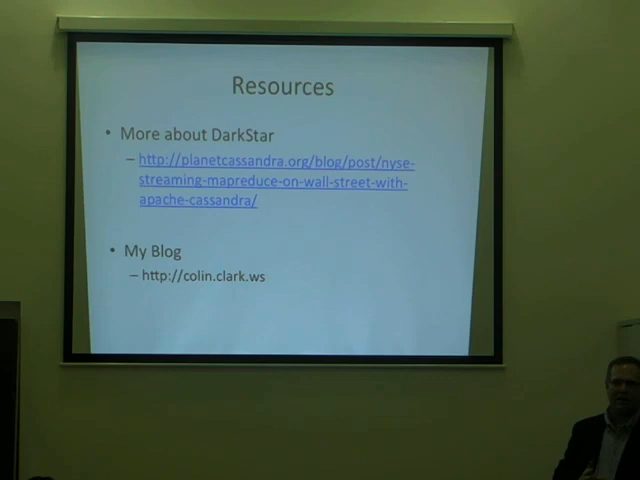 Resources
• More about DarkStar
– http://planetcassandra.org/blog/post/nyse-
streaming-mapreduce-on-wall-street-with-
apache-cassandra/
• My Blog
– http://colin.clark.ws